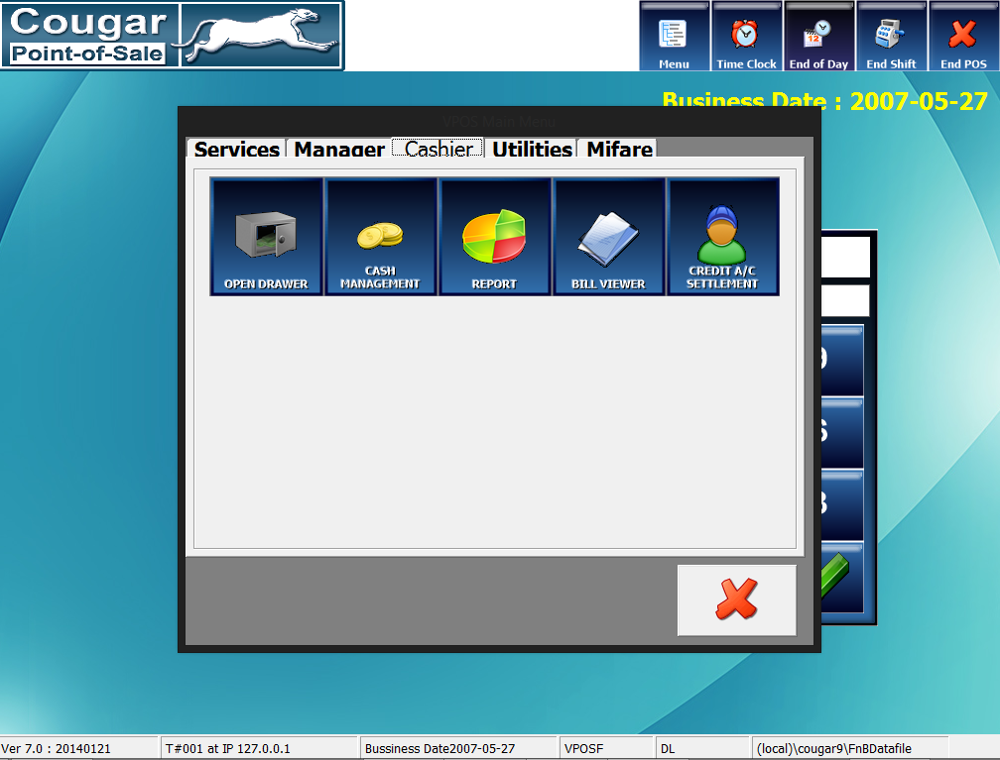 Cougar
Point-of-Sale
Menu
Time Clock
12
End of Day
End Shift
End POS
Business Date : 2007-05-27
VPOS Main Menu
Services
Manager
Cashier
Utilities
Mifare
OPEN DRAWER
CASH
MANAGEMENT
REPORT
BILL VIEWER
CREDIT A/C
SETTLEMENT
Ver 7.0 : 20140121
T#001 at IP 127.0.0.1
Bussiness Date2007-05-27
VPOSF
DL
(local)\cougar9\FnBDatafile